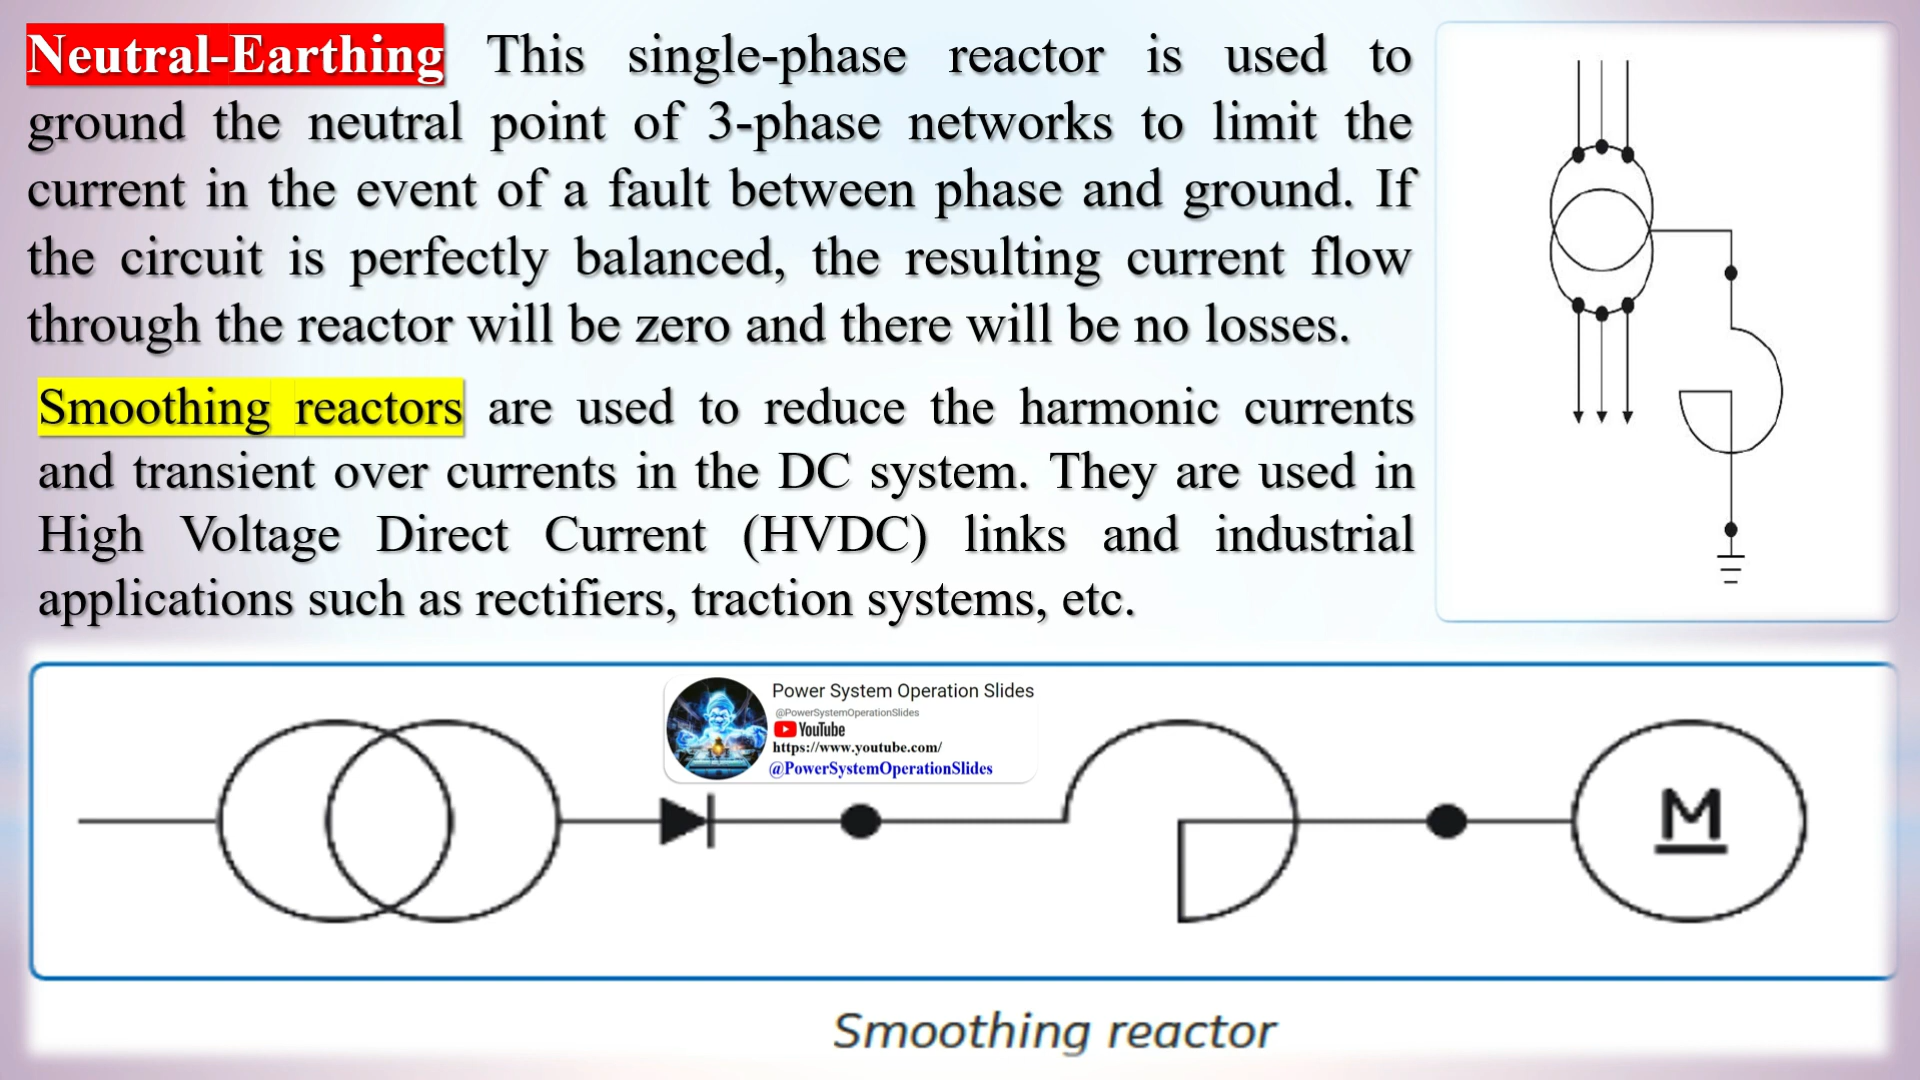 Neutral-Earthing This single-phase reactor is used to
ground the neutral point of 3-phase networks to limit the
current in the event of a fault between phase and ground. If
the circuit is perfectly balanced, the resulting current flow
through the reactor will be zero and there will be no losses.
Smoothing reactors are used to reduce the harmonic currents
and transient over currents in the DC system. They are used in
High Voltage Direct Current (HVDC) links and industrial
applications such as rectifiers, traction systems, etc.
Power System Operation Slides
@PowerSystemOperationSlides
YouTube
https://www.youtube.com/
@PowerSystemOperationSlides
M
Smoothing reactor